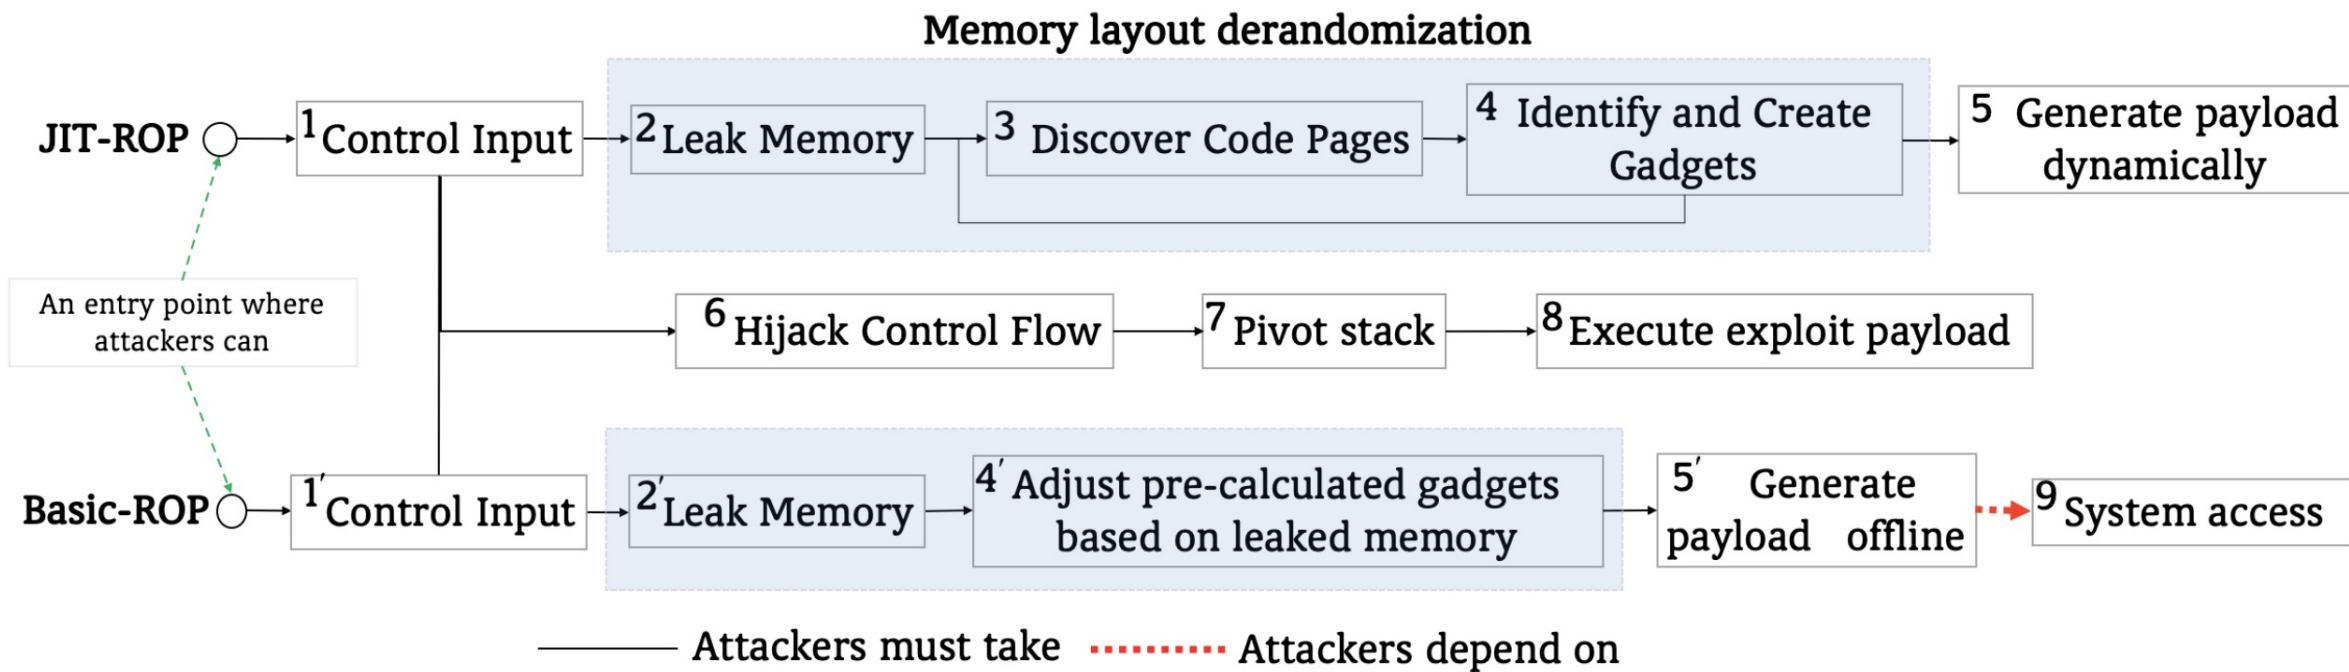 Memory layout derandomization
JIT-ROP
1 Control Input
2 Leak Memory
3 Discover Code Pages
4 Identify and Create
Gadgets
5 Generate payload
dynamically
An entry point where
attackers can
6 Hijack Control Flow
7 Pivot stack
8 Execute exploit payload
Basic-ROP
1′ Control Input
2′ Leak Memory
4′ Adjust pre-calculated gadgets
based on leaked memory
5′ Generate
payload offline
9 System access
Attackers must take
Attackers depend on